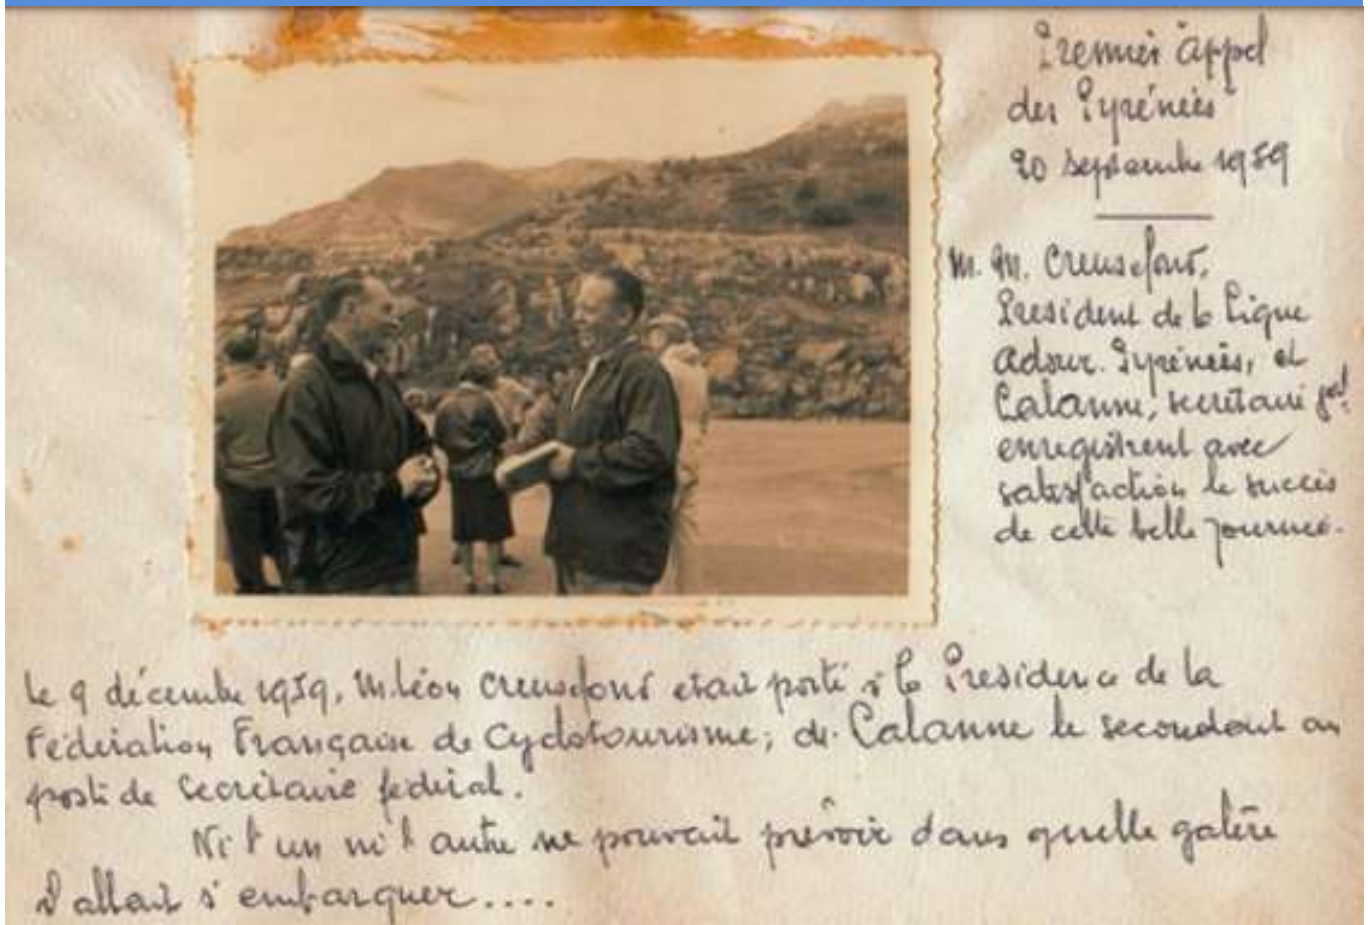 Premier Appel
des Pyrénées
20 septembre 1959
M. M. Creusefond,
Président de la Ligue
Adour. Pyrénées, et
Calanne, secrétaire gal
enregistrent avec
satisfaction le succès
de cette belle journée.
Le 9 décembre 1959, M. Léon Creusefond était porté à la Présidence de la
Fédération Française de Cyclotourisme; de Calanne le secondant au
poste de secrétaire fédéral.
Ni l'un ni l'autre ne pouvait prévoir dans quelle galère
il allait s'embarquer....